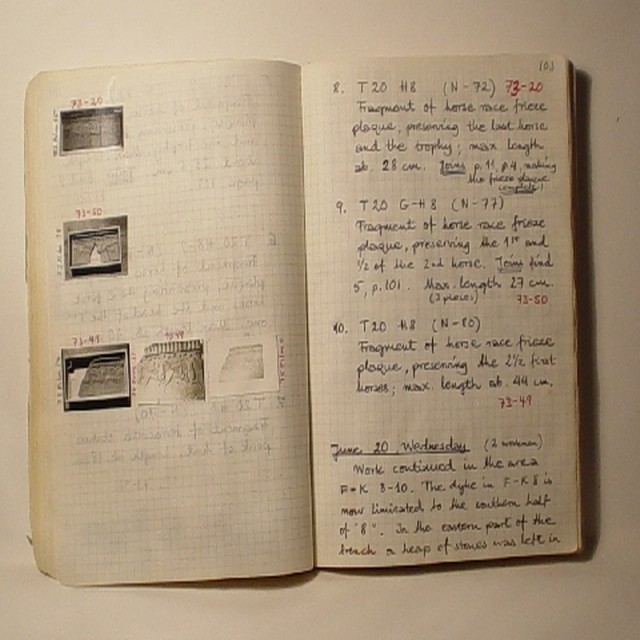 73-20
73-50
73-49
103
8. T20 H8 (N-72) 73-20
Fragment of horse race frieze
plaque, preserving the last horse
and the trophy; max. length
ab. 28 cm. Joins p.11, p.4, making
the frieze plaque
complete!
9. T20 G-H8 (N-77)
Fragment of horse race frieze
plaque, preserving the 1st and
1/2 of the 2nd horse. Joins find
5, p.101. Max. length 27 cm.
(3 pieces) 73-50
10. T20 H8 (N-80)
Fragment of horse race frieze
plaque, preserving the 2 1/2 first
horses; max. length ab. 44 cm.
73-49
June 20, Wednesday (2 workmen)
Work continued in the area
F-K 8-10. The dyke in F-K 8 is
now limitated to the southern half
of "8". In the eastern part of the
trench a heap of stones was left in